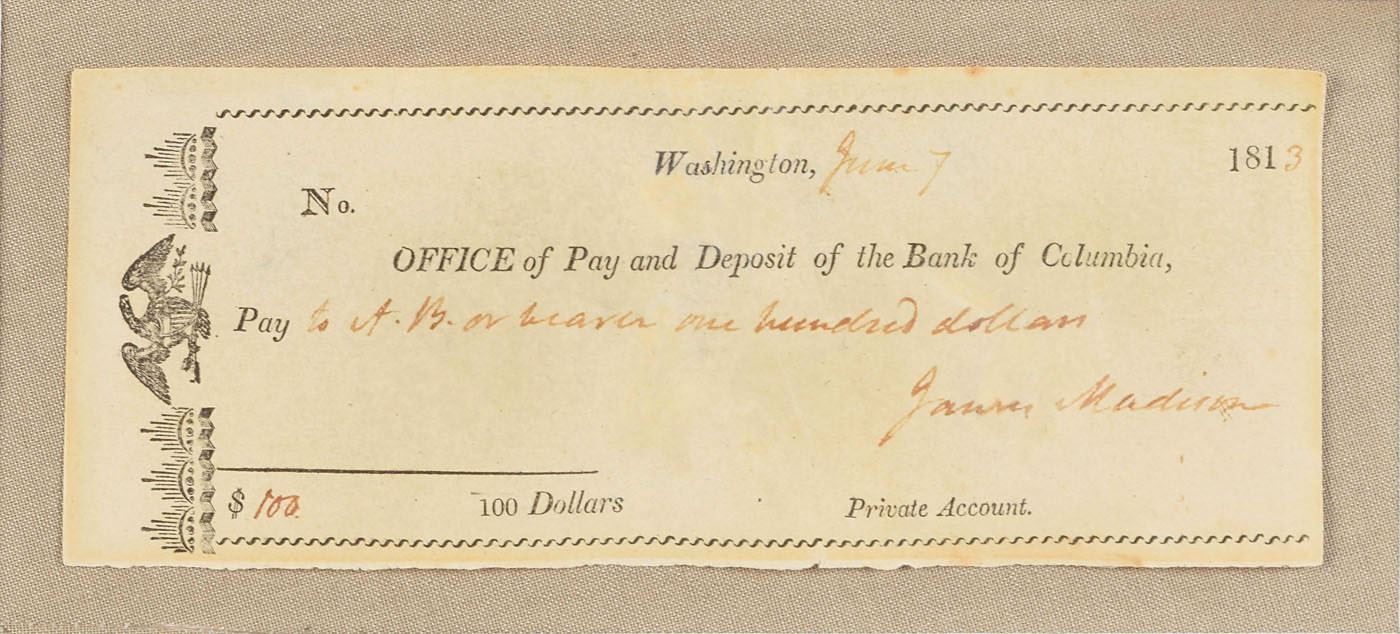 Washington, June 7 1813
No.
OFFICE of Pay and Deposit of the Bank of Columbia,
Pay to A. B. or bearer one hundred dollars
James Madison
$ 100. 100 Dollars Private Account.